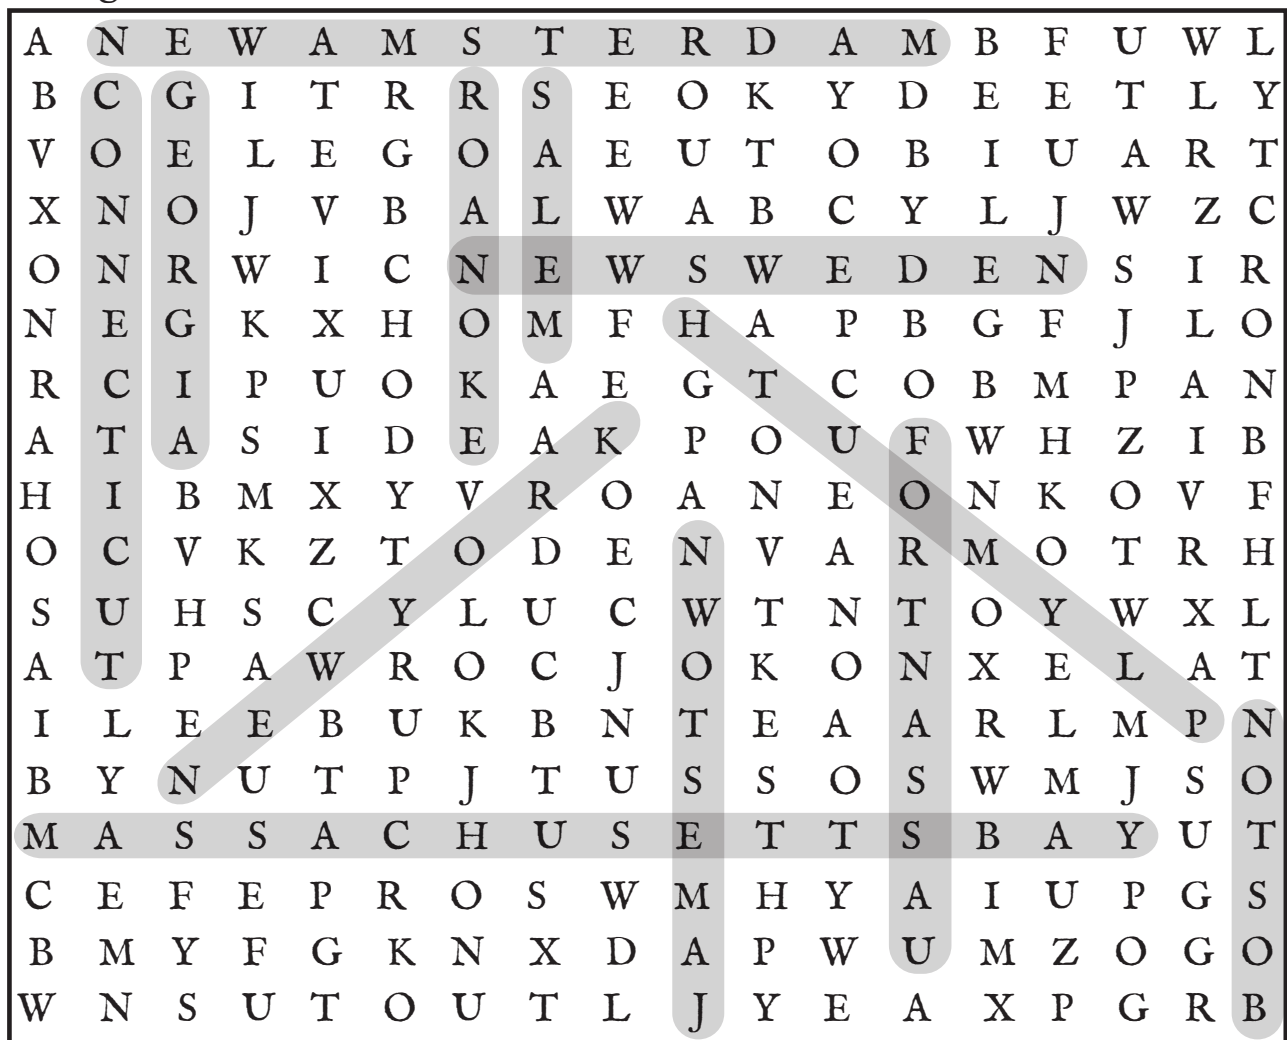 A N E W A M S T E R D A M B F U W L
B C G I T R R S E O K Y D E E T L Y
V O E L E G O A E U T O B I U A R T
X N O J V B A L W A B C Y L J W Z C
O N R W I C N E W S W E D E N S I R
N E G K X H O M F H A P B G F J L O
R C I P U O K A E G T C O B M P A N
A T A S I D E A K P O U F W H Z I B
H I B M X Y V R O A N E O N K O V F
O C V K Z T O D E N V A R M O T R H
S U H S C Y L U C W T N T O Y W X L
A T P A W R O C J O K O N X E L A T
I L E E B U K B N T E A A R L M P N
B Y N U T P J T U S S O S W M J S O
M A S S A C H U S E T T S B A Y U T
C E F E P R O S W M H Y A I U P G S
B M Y F G K N X D A P W U M Z O G O
W N S U T O U T L J Y E A X P G R B